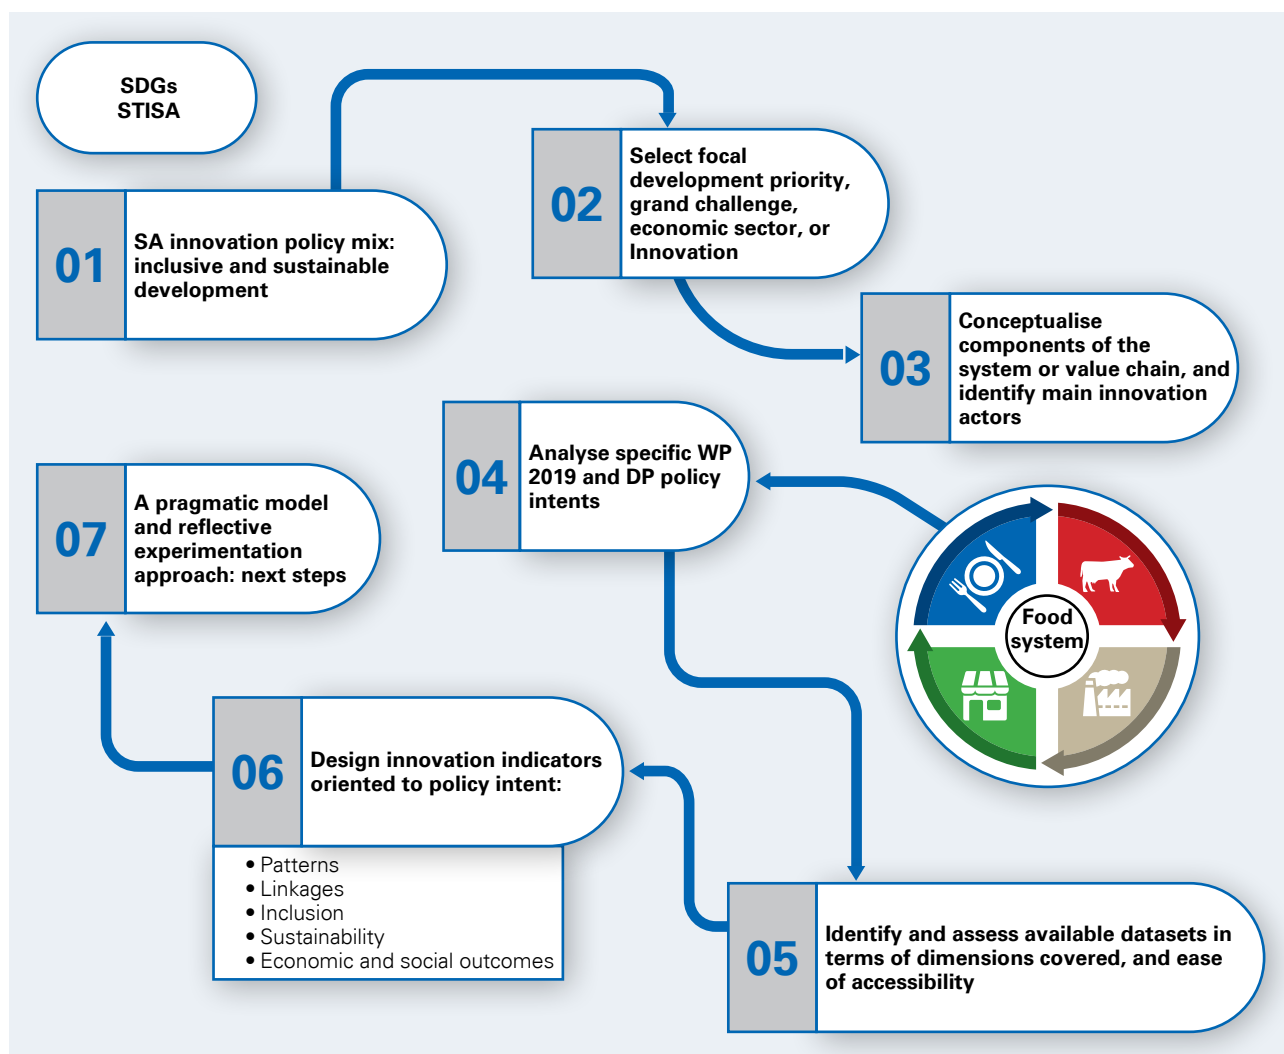 SDGs
STISA
01
SA innovation policy mix:
inclusive and sustainable
development
02
Select focal
development priority,
grand challenge,
economic sector, or
Innovation
03
Conceptualise
components of the
system or value chain, and
identify main innovation
actors
04
Analyse specific WP
2019 and DP policy
intents
Food
system
05
Identify and assess available datasets in
terms of dimensions covered, and ease
of accessibility
06
Design innovation indicators
oriented to policy intent:
• Patterns
• Linkages
• Inclusion
• Sustainability
• Economic and social outcomes
07
A pragmatic model
and reflective
experimentation
approach: next steps